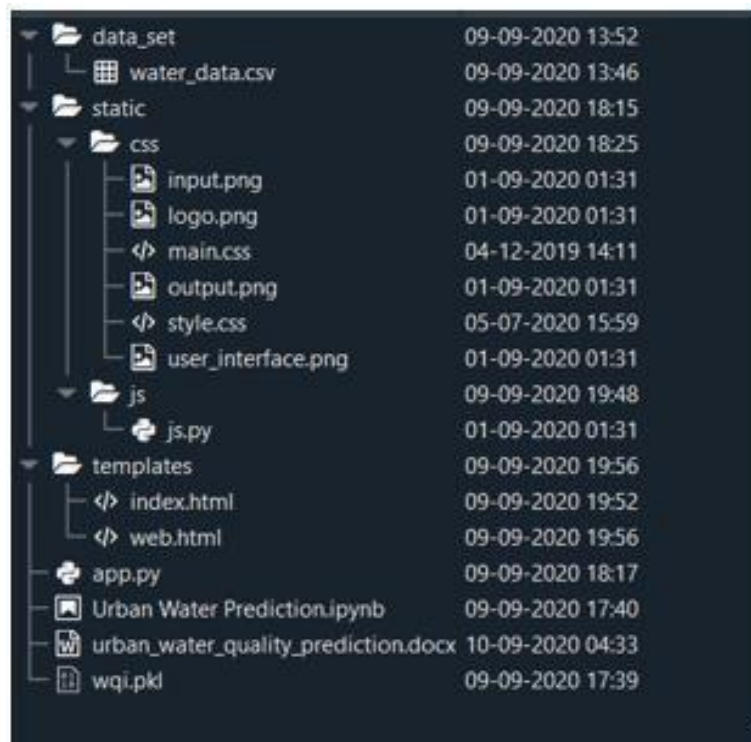 data_set 09-09-2020 13:52
water_data.csv 09-09-2020 13:46
static 09-09-2020 18:15
css 09-09-2020 18:25
input.png 01-09-2020 01:31
logo.png 01-09-2020 01:31
main.css 04-12-2019 14:11
output.png 01-09-2020 01:31
style.css 05-07-2020 15:59
user_interface.png 01-09-2020 01:31
js 09-09-2020 19:48
js.py 01-09-2020 01:31
templates 09-09-2020 19:56
index.html 09-09-2020 19:52
web.html 09-09-2020 19:56
app.py 09-09-2020 18:17
Urban Water Prediction.ipynb 09-09-2020 17:40
urban_water_quality_prediction.docx 10-09-2020 04:33
wqi.pkl 09-09-2020 17:39